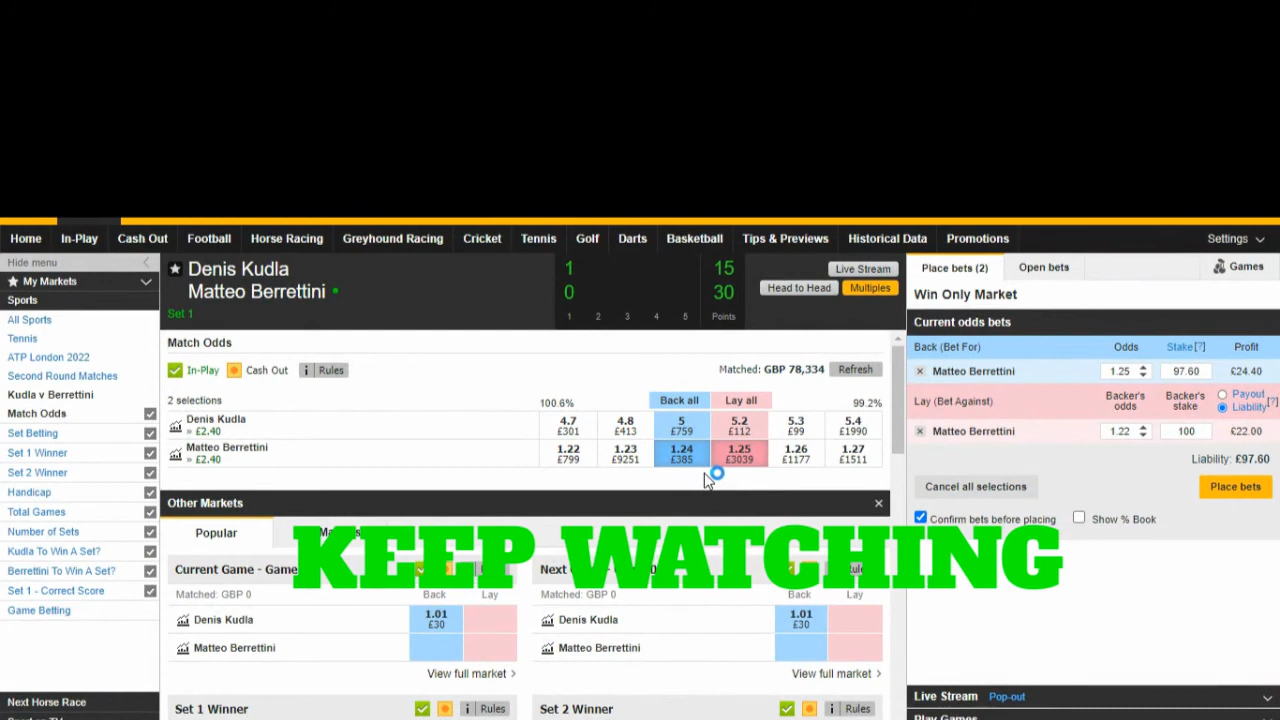 Home In-Play Cash Out Football Horse Racing Greyhound Racing Cricket Tennis Golf Darts Basketball Tips & Previews Historical Data Promotions Settings
Hide menu
My Markets
Sports
All Sports
Tennis
ATP London 2022
Second Round Matches
Kudla v Berrettini
Match Odds
Set Betting
Set 1 Winner
Set 2 Winner
Handicap
Total Games
Number of Sets
Kudla To Win A Set?
Berrettini To Win A Set?
Set 1 - Correct Score
Game Betting
Next Horse Race
Denis Kudla 1 15
Matteo Berrettini 0 30
Set 1 1 2 3 4 5 Points
Live Stream
Head to Head Multiples
Match Odds
In-Play Cash Out i Rules Matched: GBP 78,334 Refresh
2 selections 100.6% Back all Lay all 99.2%
Denis Kudla 4.7 4.8 5 5.2 5.3 5.4
» £2.40 £301 £413 £759 £112 £99 £1990
Matteo Berrettini 1.22 1.23 1.24 1.25 1.26 1.27
» £2.40 £799 £9251 £385 £3039 £1177 £1511
Other Markets
Popular
KEEP WATCHING
Current Game - Game
Matched: GBP 0 Back Lay
Denis Kudla 1.01
£30
Matteo Berrettini
View full market
Next
Matched: GBP 0 Back Lay
Denis Kudla 1.01
£30
Matteo Berrettini
View full market
Set 1 Winner i Rules
Set 2 Winner i Rules
Place bets (2) Open bets Games
Win Only Market
Current odds bets
Back (Bet For) Odds Stake[?] Profit
Matteo Berrettini 1.25 97.60 £24.40
Lay (Bet Against) Backer's odds Backer's stake Payout Liability [?]
Matteo Berrettini 1.22 100 £22.00
Liability: £97.60
Cancel all selections Place bets
Confirm bets before placing Show % Book
Live Stream Pop-out
Play Games